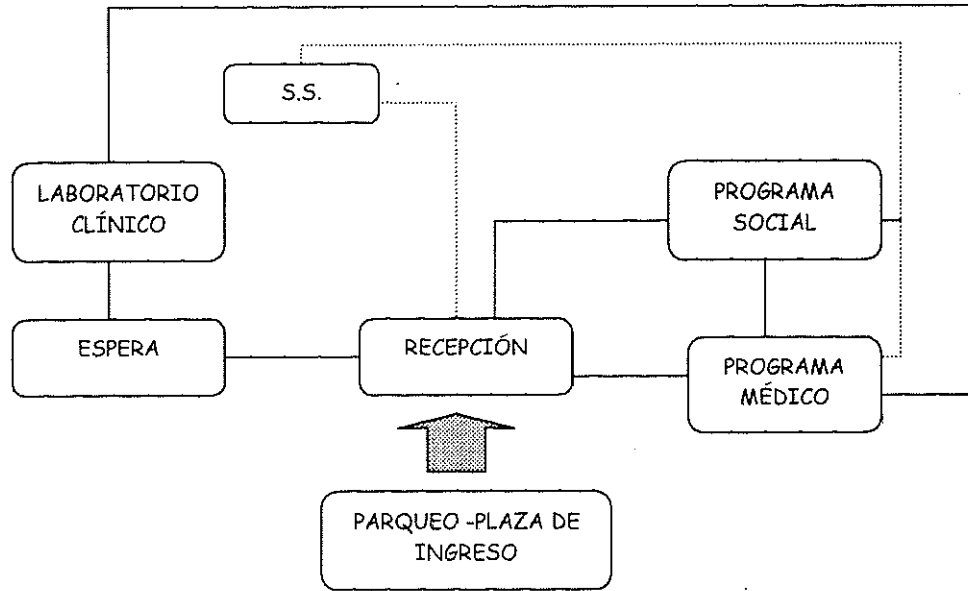 S.S.
LABORATORIO
CLÍNICO
PROGRAMA
SOCIAL
ESPERA
RECEPCIÓN
PROGRAMA
MÉDICO
PARQUEO -PLAZA DE
INGRESO